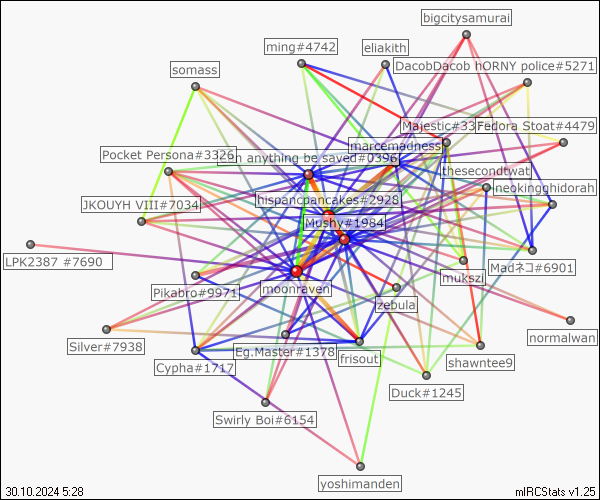 bigcitysamurai
ming#4742
eliakith
DacobDacob hORNY police#5271
somass
Majestic#33
Fedora Stoat#4479
marcemadness
Pocket Persona#3326
h anything be saved#0396
thesecondtwat
neokingghidorah
hispancpancakes#2928
JKOUYH VIII#7034
Mushy#1984
LPK2387 #7690
Madネコ#6901
mukszi
Pikabro#9971
moonraven
zebula
normalwan
Silver#7938
Eg.Master#1378
frisout
shawntee9
Cypha#1717
Duck#1245
Swirly Boi#6154
yoshimanden
30.10.2024 5:28
mIRCStats v1.25